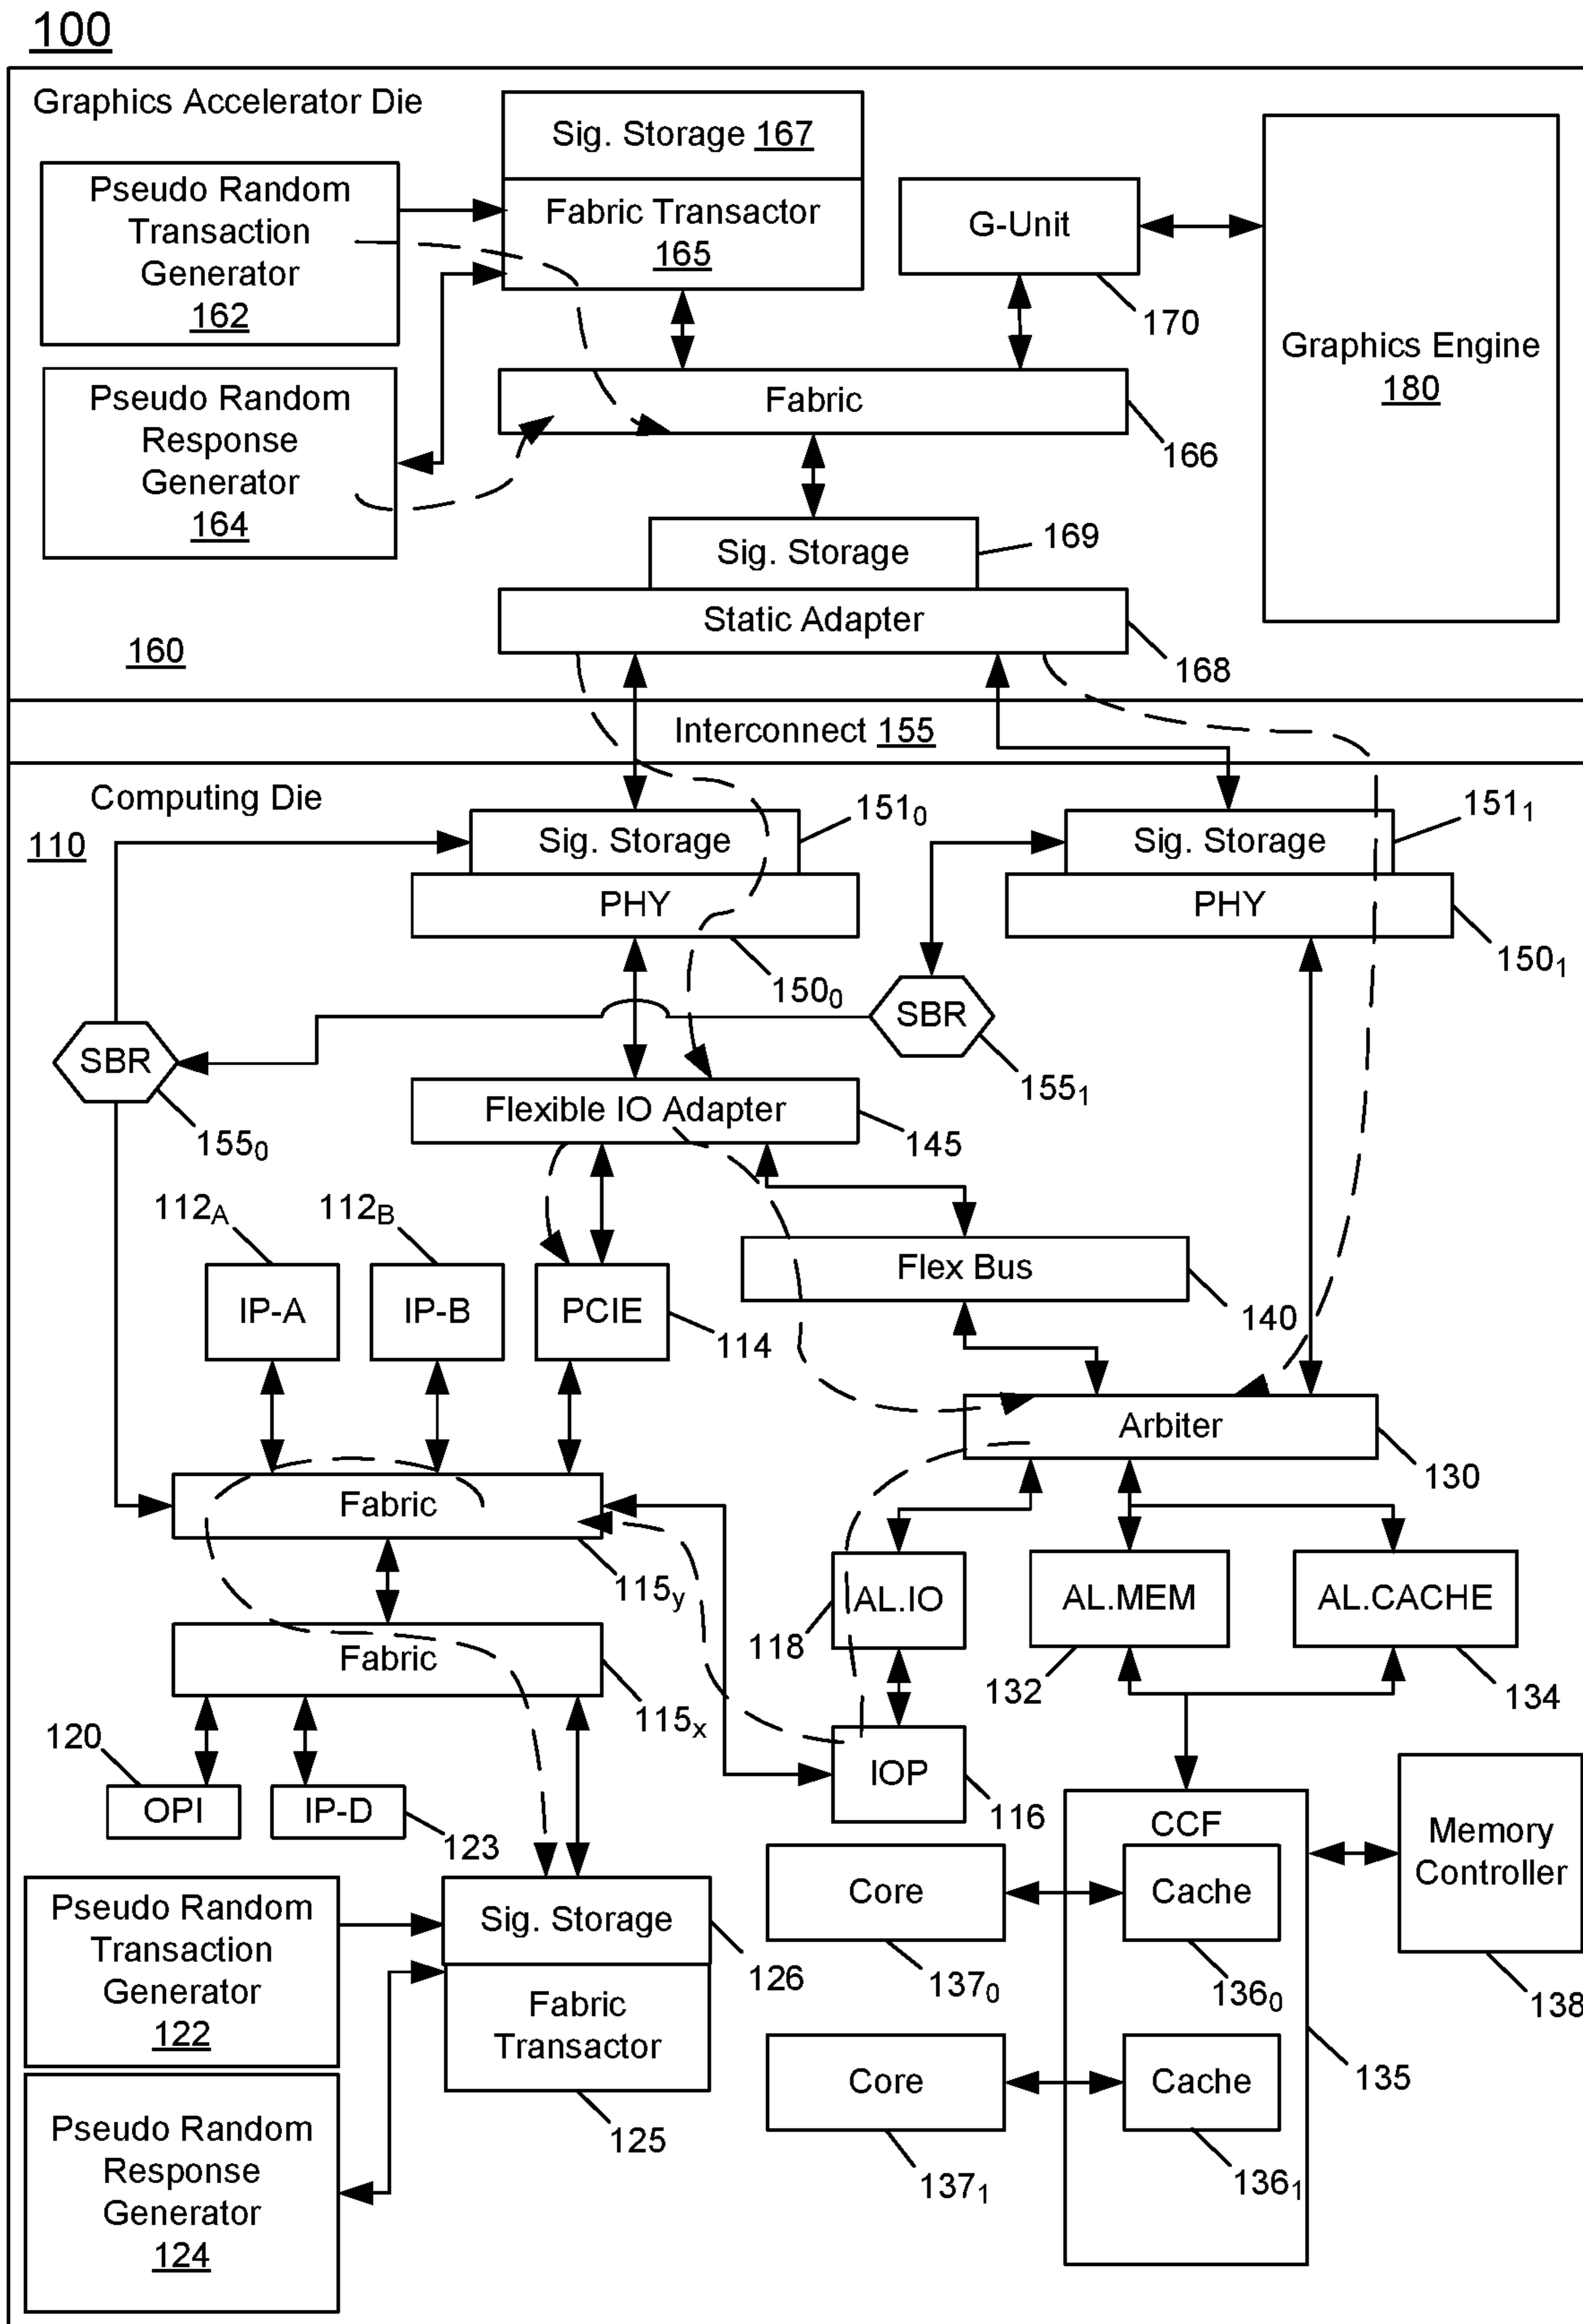 100
Graphics Accelerator Die
Sig. Storage 167
Pseudo Random
Transaction
Generator
162
Fabric Transactor
165
G-Unit
170
Graphics Engine
180
Pseudo Random
Response
Generator
164
Fabric
166
Sig. Storage
169
Static Adapter
168
160
Interconnect 155
Computing Die
110
Sig. Storage
151₀
PHY
150₀
Sig. Storage
151₁
PHY
150₁
SBR
155₁
SBR
155₀
Flexible IO Adapter
145
112A
112B
IP-A
IP-B
PCIE
114
Flex Bus
140
Arbiter
130
Fabric
115y
AL.IO
118
AL.MEM
132
AL.CACHE
134
Fabric
115x
120
OPI
IP-D
123
IOP
116
CCF
135
Memory
Controller
138
Pseudo Random
Transaction
Generator
122
Sig. Storage
126
Fabric
Transactor
125
Core
137₀
Cache
136₀
Core
137₁
Cache
136₁
Pseudo Random
Response
Generator
124